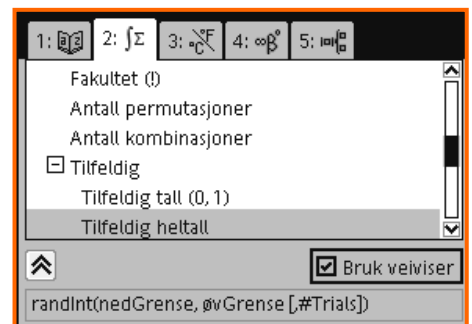 1: 2: ∫Σ 3: °C°F 4: ∞β° 5:
Fakultet (!)
Antall permutasjoner
Antall kombinasjoner
Tilfeldig
Tilfeldig tall (0, 1)
Tilfeldig heltall
Bruk veiviser
randInt(nedGrense, øvGrense [,#Trials])